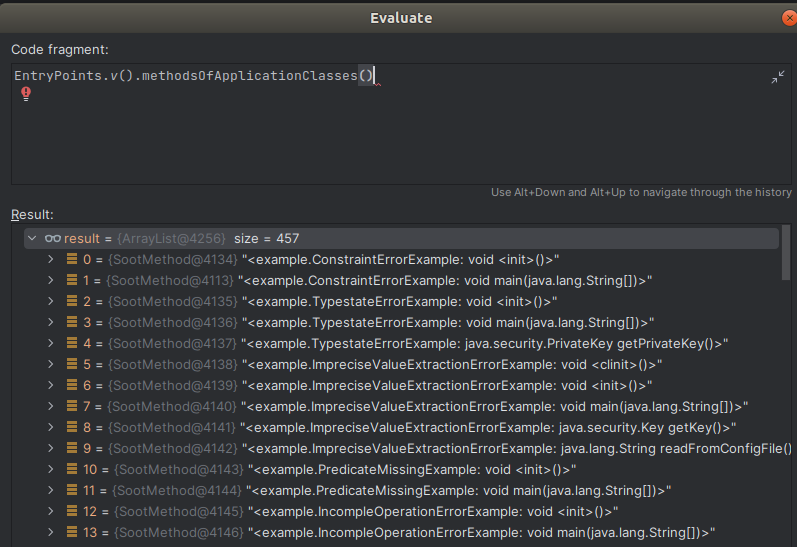 Evaluate
Code fragment:
EntryPoints.v().methodsOfApplicationClasses()
Use Alt+Down and Alt+Up to navigate through the history
Result:
result = {ArrayList@4256} size = 457
0 = {SootMethod@4134} "<example.ConstraintErrorExample: void <init>()>"
1 = {SootMethod@4113} "<example.ConstraintErrorExample: void main(java.lang.String[])>"
2 = {SootMethod@4135} "<example.TypestateErrorExample: void <init>()>"
3 = {SootMethod@4136} "<example.TypestateErrorExample: void main(java.lang.String[])>"
4 = {SootMethod@4137} "<example.TypestateErrorExample: java.security.PrivateKey getPrivateKey()>"
5 = {SootMethod@4138} "<example.ImpreciseValueExtractionErrorExample: void <clinit>()>"
6 = {SootMethod@4139} "<example.ImpreciseValueExtractionErrorExample: void <init>()>"
7 = {SootMethod@4140} "<example.ImpreciseValueExtractionErrorExample: void main(java.lang.String[])>"
8 = {SootMethod@4141} "<example.ImpreciseValueExtractionErrorExample: java.security.Key getKey()>"
9 = {SootMethod@4142} "<example.ImpreciseValueExtractionErrorExample: java.lang.String readFromConfigFile()
10 = {SootMethod@4143} "<example.PredicateMissingExample: void <init>()>"
11 = {SootMethod@4144} "<example.PredicateMissingExample: void main(java.lang.String[])>"
12 = {SootMethod@4145} "<example.IncompleOperationErrorExample: void <init>()>"
13 = {SootMethod@4146} "<example.IncompleOperationErrorExample: void main(java.lang.String[])>"